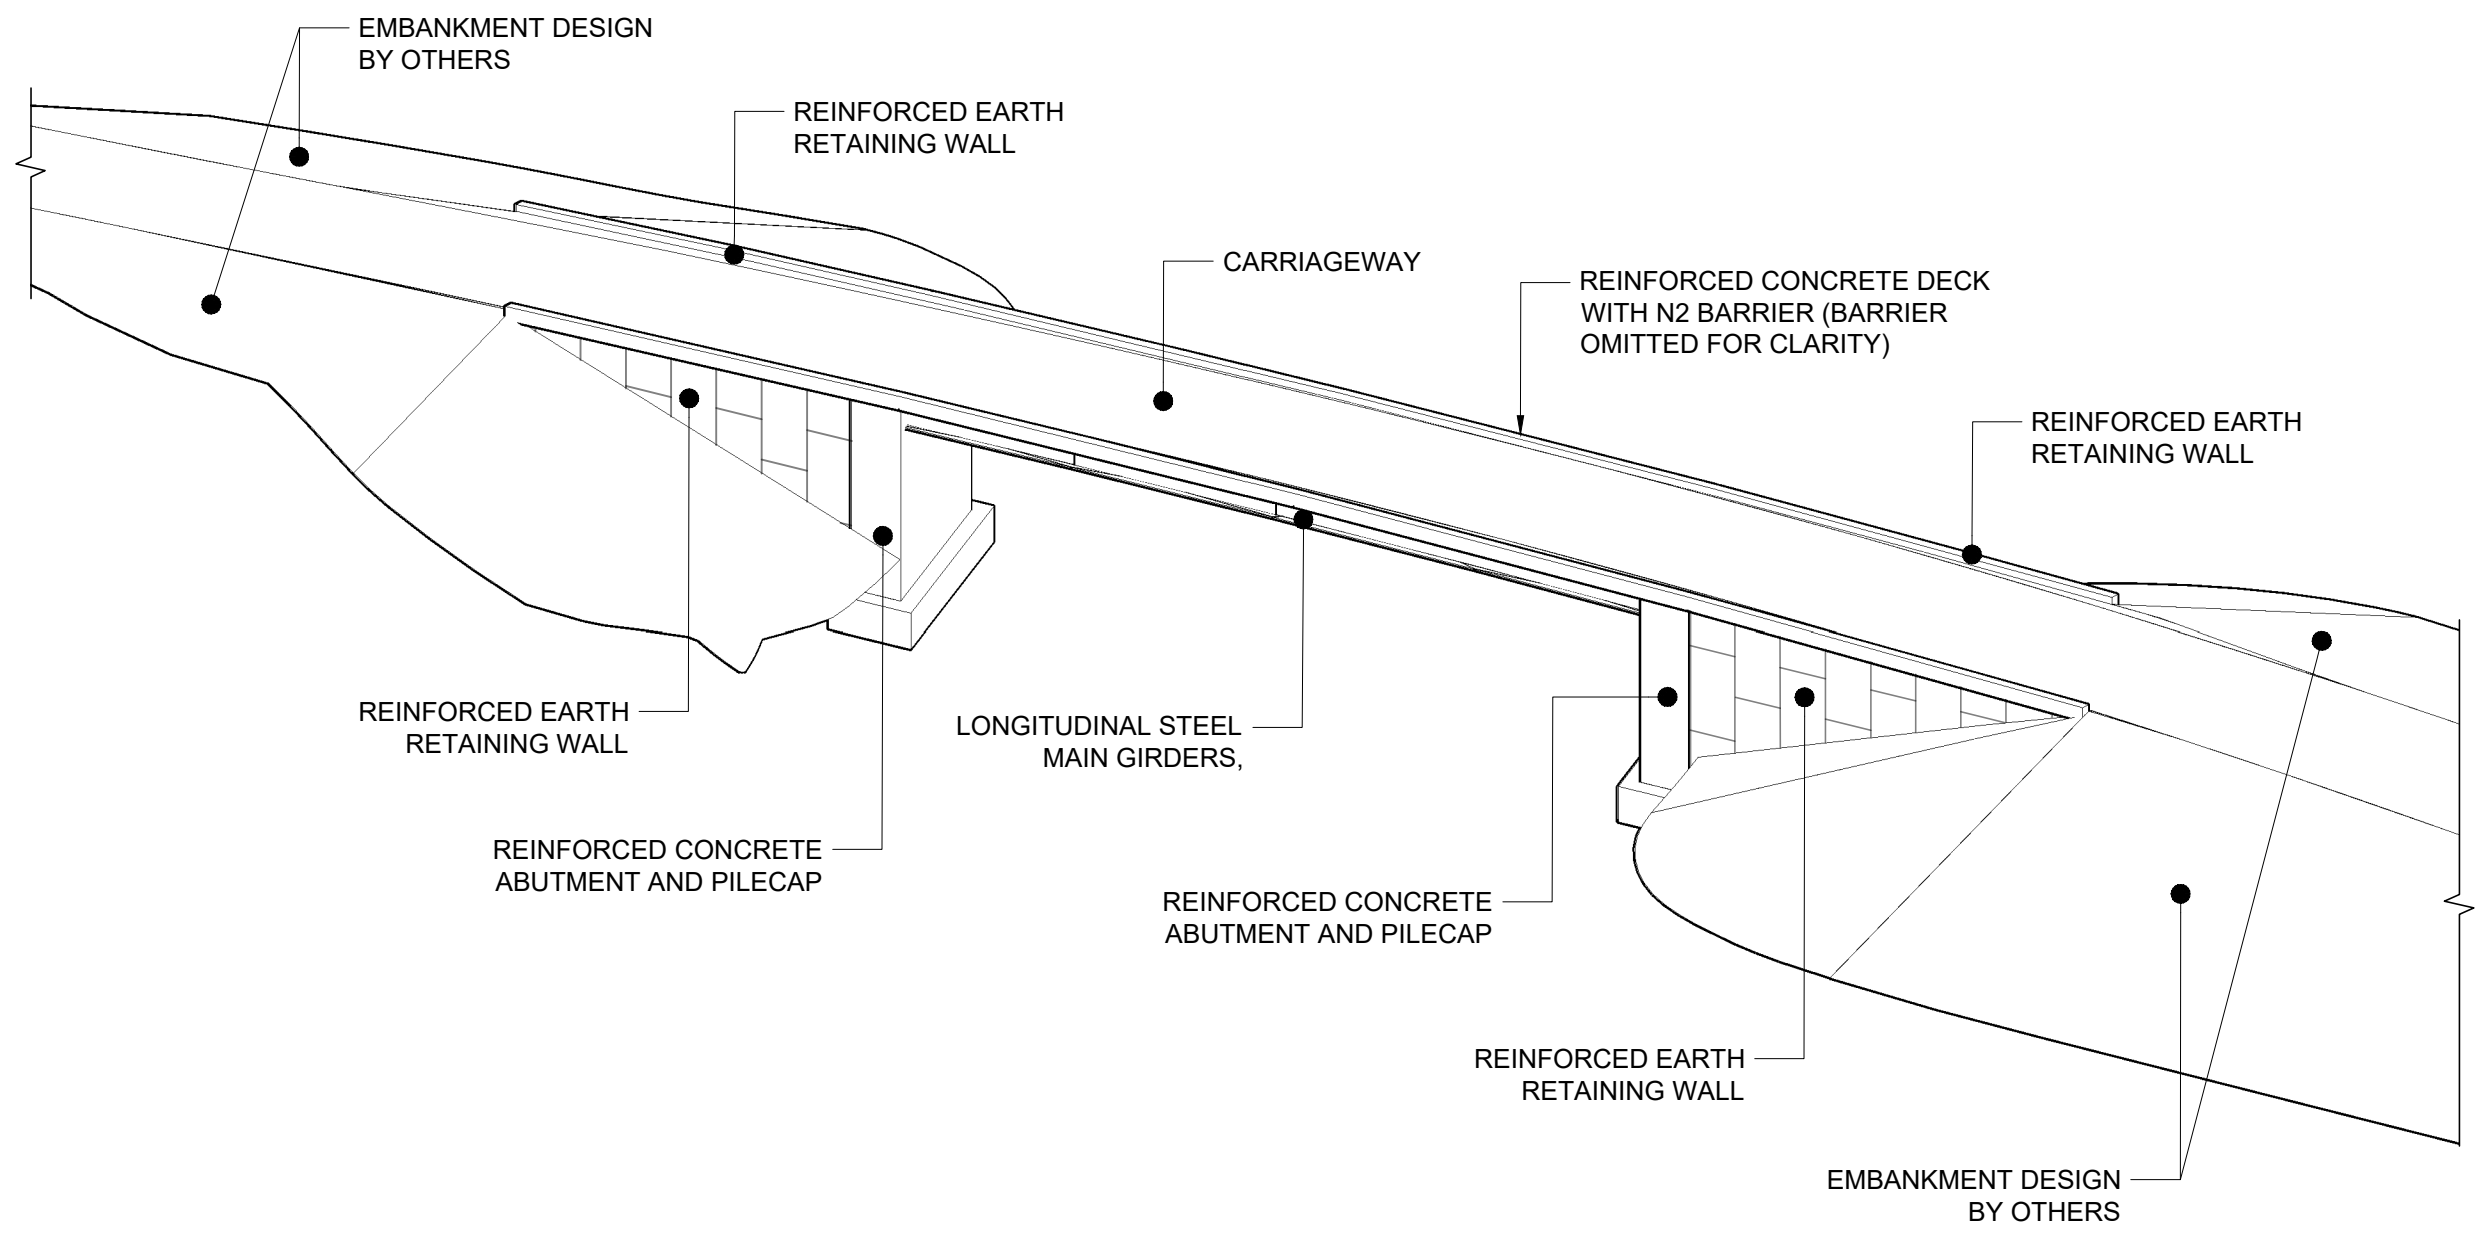 EMBANKMENT DESIGN
BY OTHERS
REINFORCED EARTH
RETAINING WALL
CARRIAGEWAY
REINFORCED CONCRETE DECK
WITH N2 BARRIER (BARRIER
OMITTED FOR CLARITY)
REINFORCED EARTH
RETAINING WALL
REINFORCED EARTH
RETAINING WALL
LONGITUDINAL STEEL
MAIN GIRDERS,
REINFORCED CONCRETE
ABUTMENT AND PILECAP
REINFORCED CONCRETE
ABUTMENT AND PILECAP
REINFORCED EARTH
RETAINING WALL
EMBANKMENT DESIGN
BY OTHERS